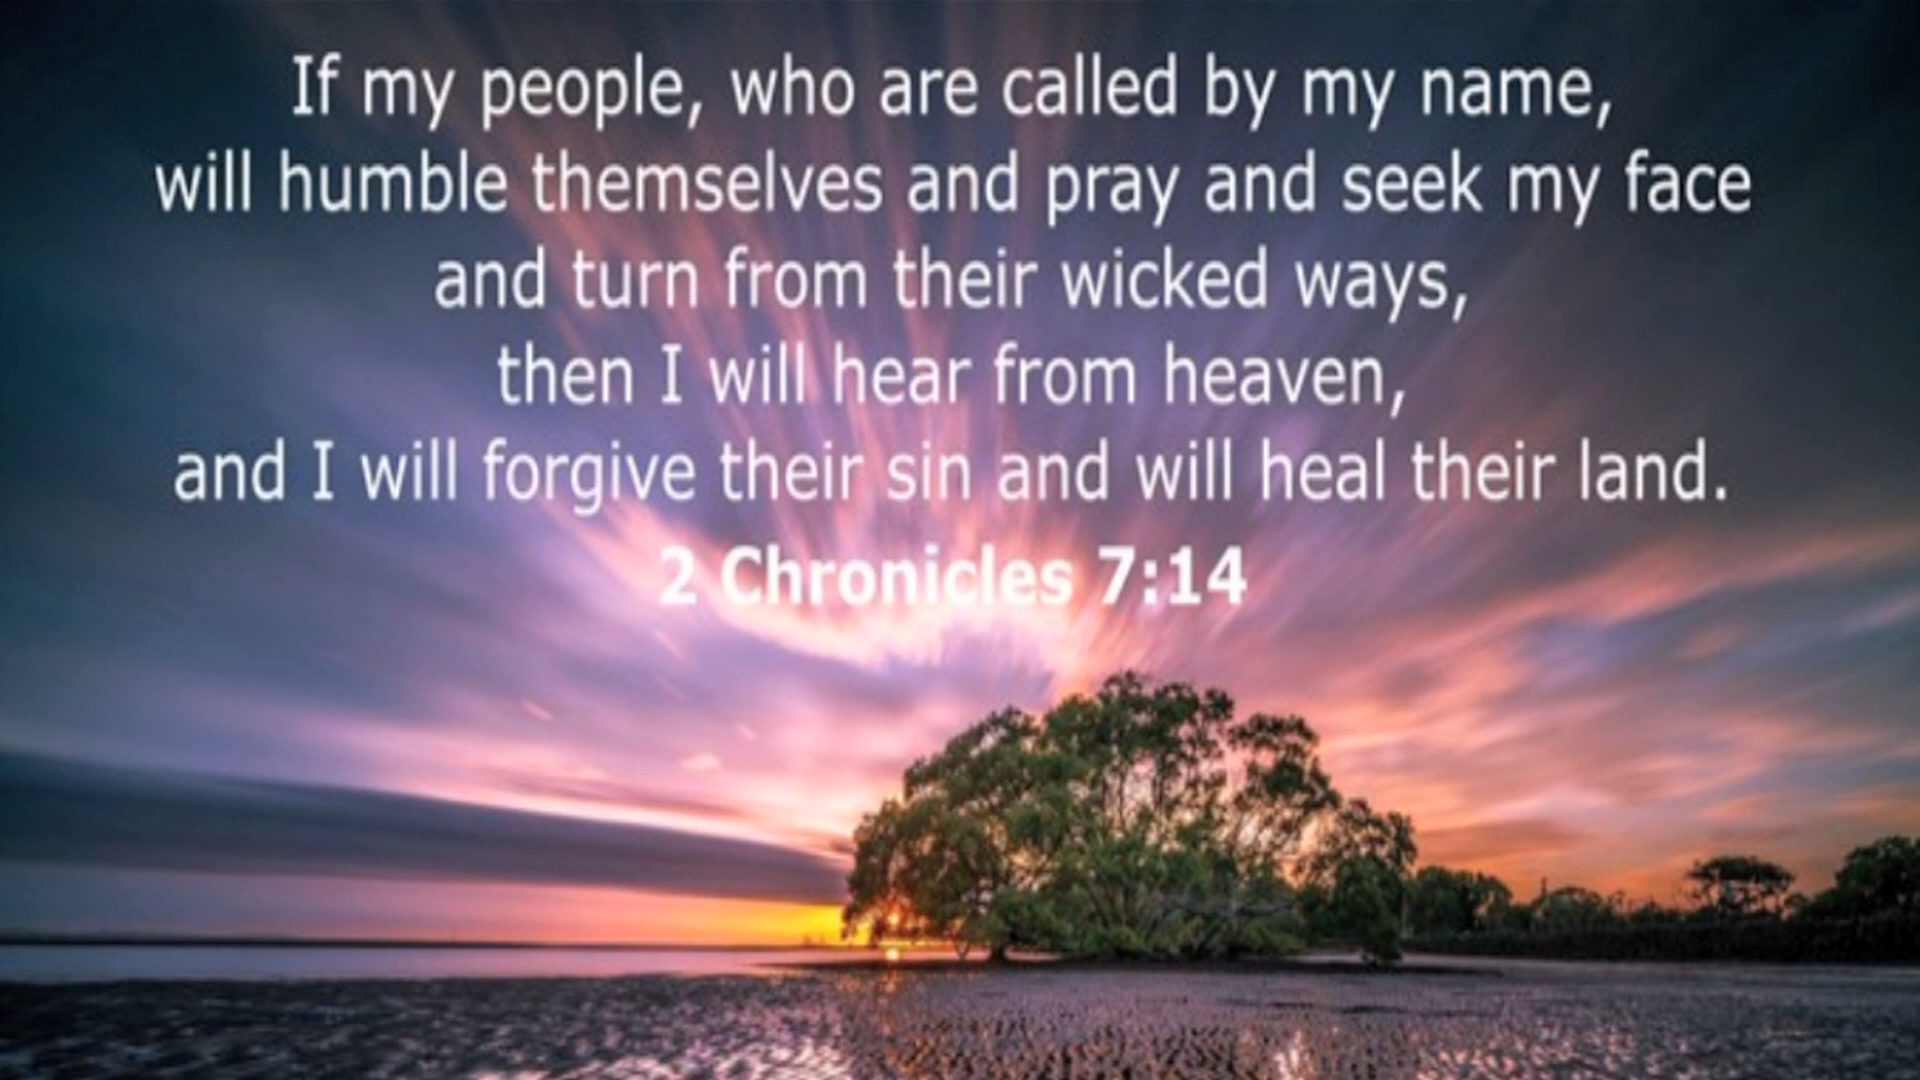 If my people, who are called by my name,
will humble themselves and pray and seek my face
and turn from their wicked ways,
then I will hear from heaven,
and I will forgive their sin and will heal their land.
2 Chronicles 7:14